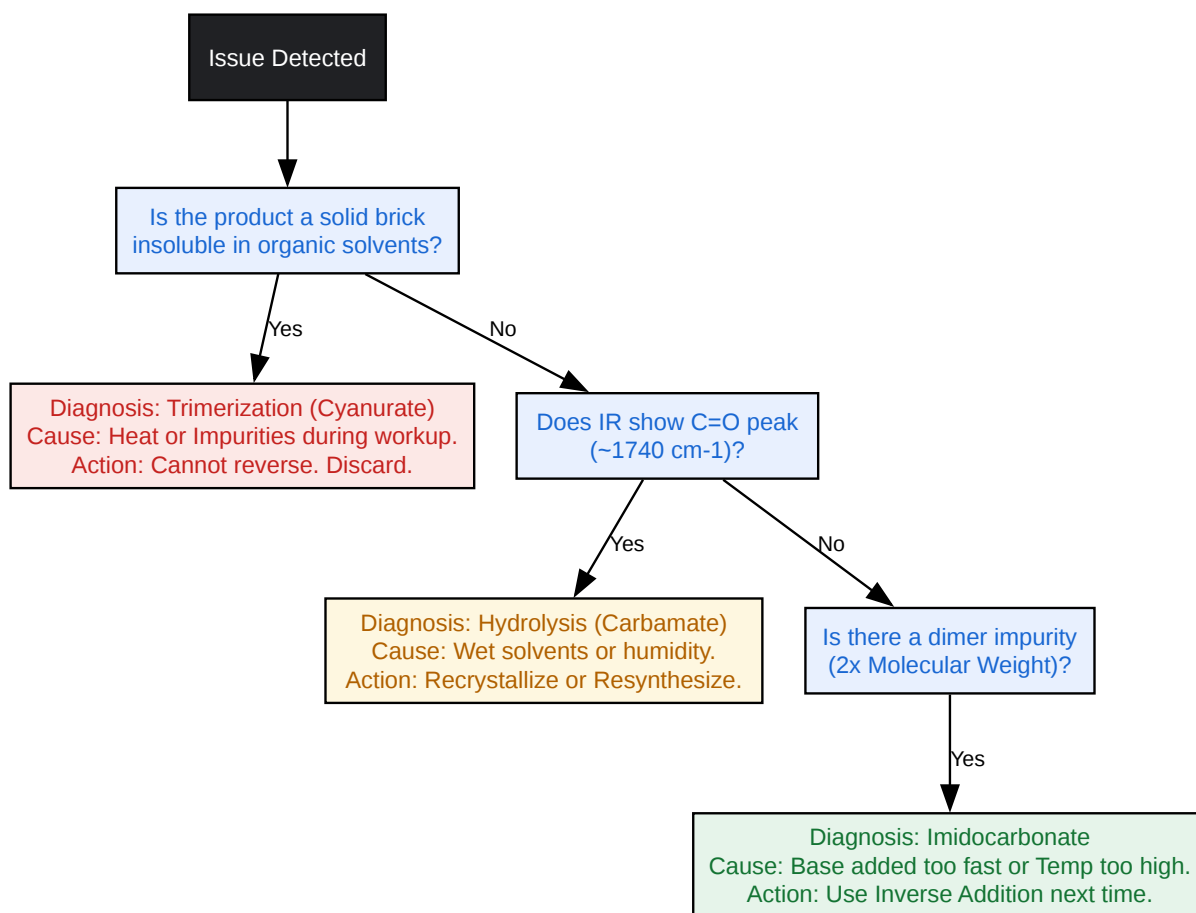 Issue Detected
Is the product a solid brick
insoluble in organic solvents?
Yes
No
Diagnosis: Trimerization (Cyanurate)
Cause: Heat or Impurities during workup.
Action: Cannot reverse. Discard.
Does IR show C=O peak
(~1740 cm-1)?
Yes
No
Diagnosis: Hydrolysis (Carbamate)
Cause: Wet solvents or humidity.
Action: Recrystallize or Resynthesize.
Is there a dimer impurity
(2x Molecular Weight)?
Yes
Diagnosis: Imidocarbonate
Cause: Base added too fast or Temp too high.
Action: Use Inverse Addition next time.